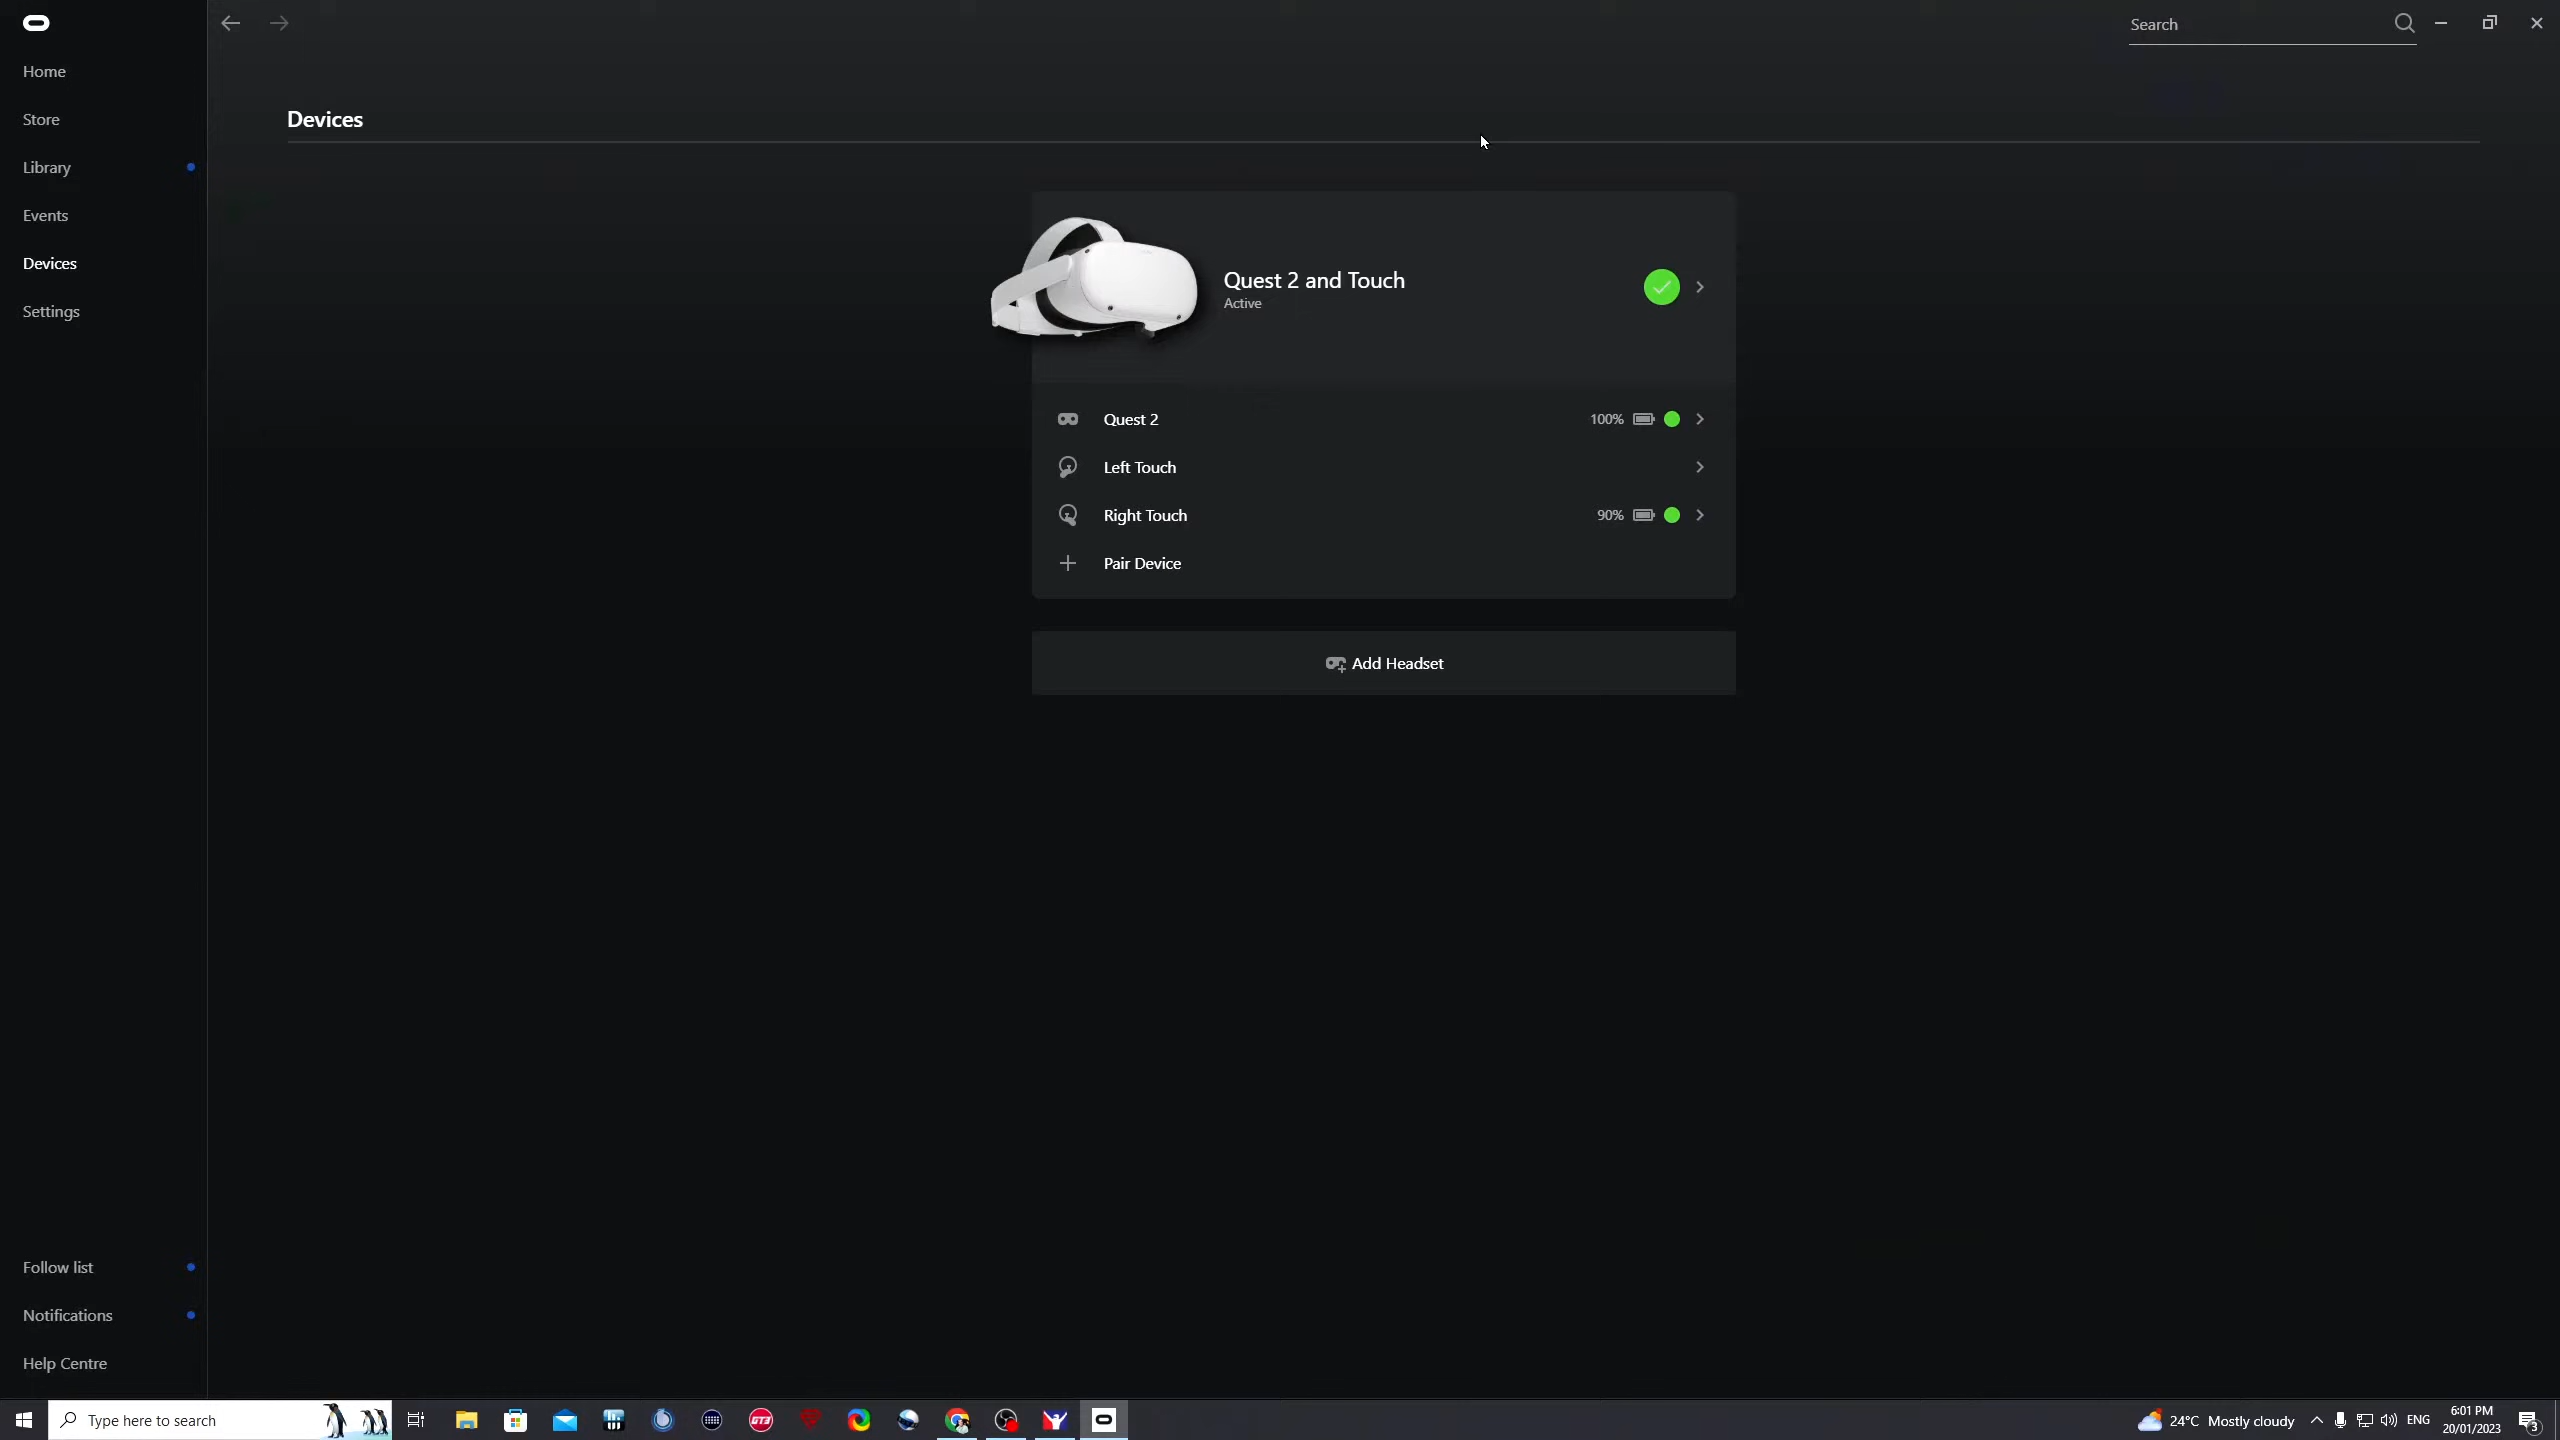 Search
Home
Store
Library
Events
Devices
Settings
Devices
Quest 2 and Touch
Active
Quest 2
100%
Left Touch
Right Touch
90%
Pair Device
Add Headset
Follow list
Notifications
Help Centre
Type here to search
GT3
24°C Mostly cloudy
ENG
6:01 PM
20/01/2023
3